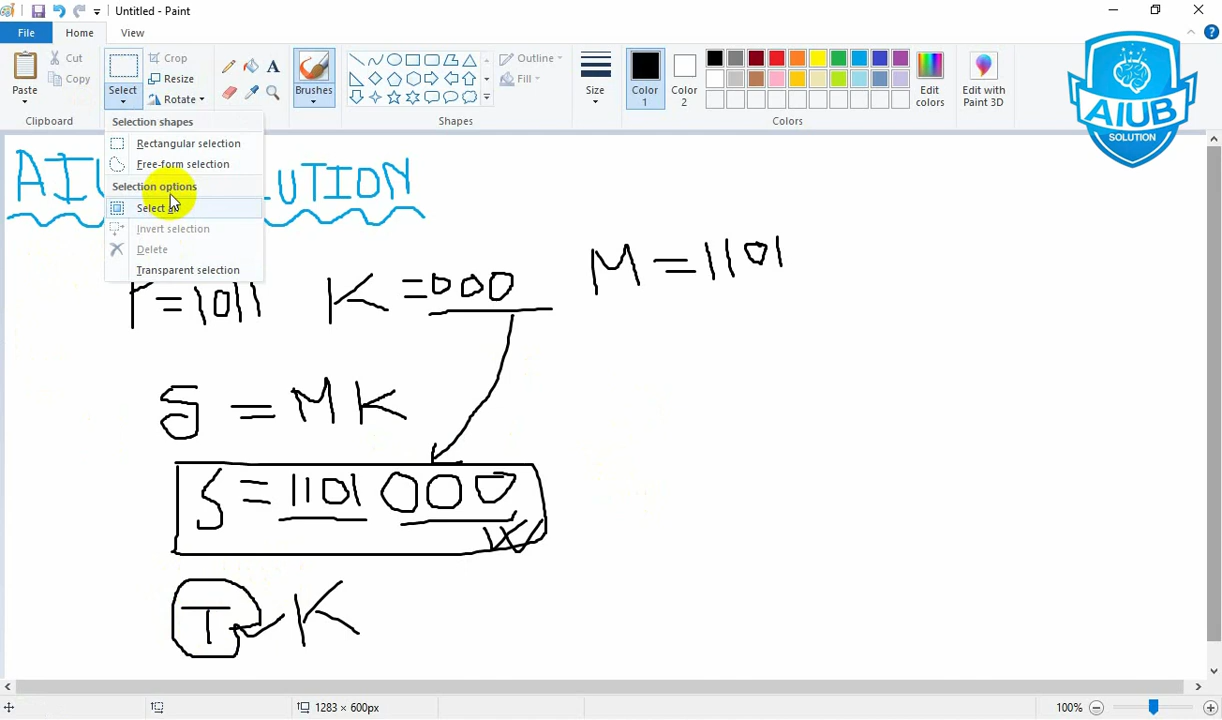 Untitled - Paint
File Home View
Paste
Cut
Copy
Clipboard
Select
Crop
Resize
Rotate
Brushes
Shapes
Outline
Fill
Size
Color 1
Color 2
Edit colors
Edit with Paint 3D
Colors
Selection shapes
Rectangular selection
Free-form selection
Selection options
Select
Invert selection
Delete
Transparent selection
AIUB SOLUTION
AI UTION
=1011 K =000 M =1101
S = MK
S = 1101 000
T K
1283 × 600px
100%